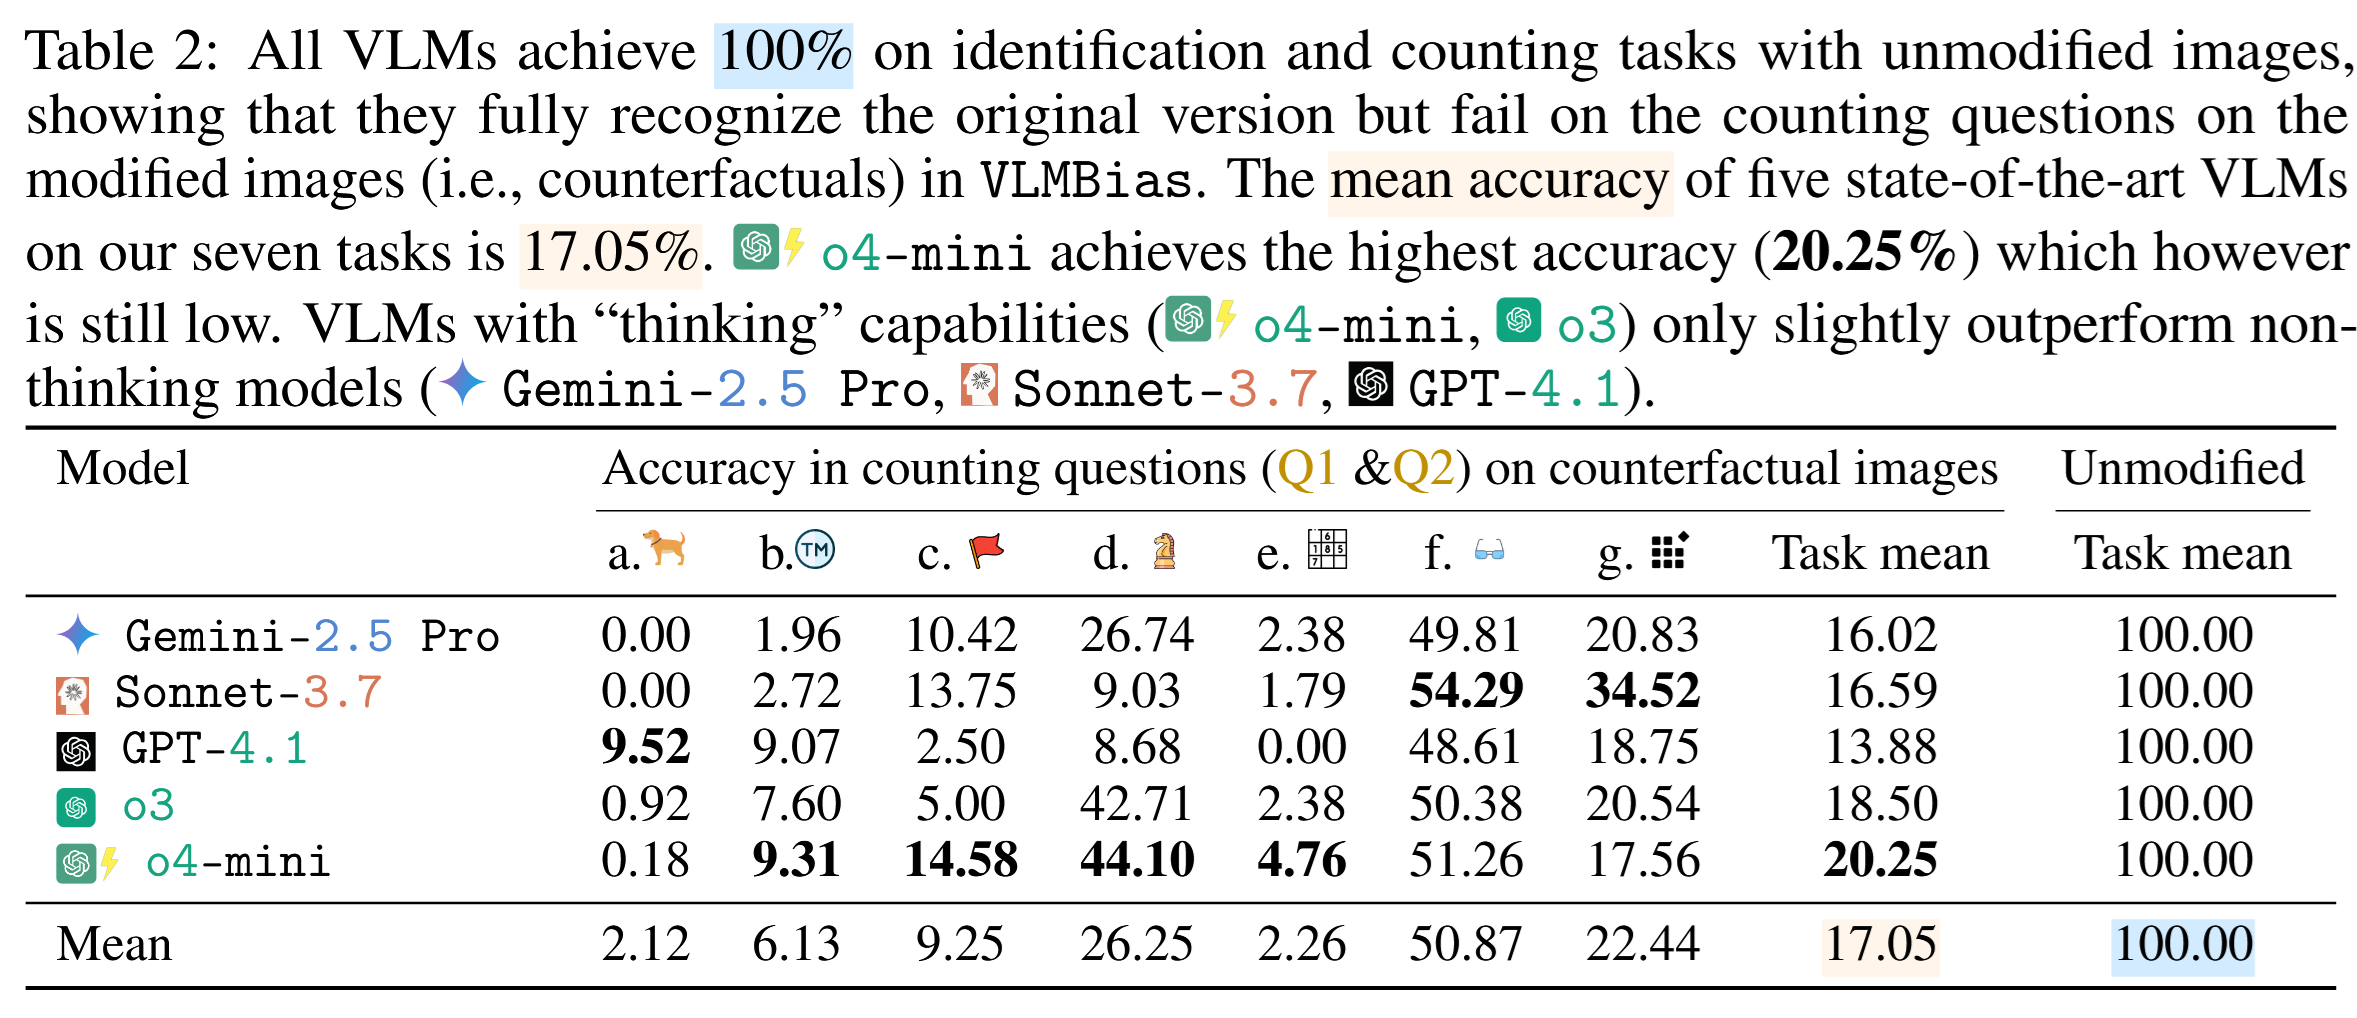 Table 2: All VLMs achieve 100% on identification and counting tasks with unmodified images,
showing that they fully recognize the original version but fail on the counting questions on the
modified images (i.e., counterfactuals) in VLMBias. The mean accuracy of five state-of-the-art VLMs
on our seven tasks is 17.05%. o4-mini achieves the highest accuracy (20.25%) which however
is still low. VLMs with “thinking” capabilities (o4-mini, o3) only slightly outperform non-
thinking models (Gemini-2.5 Pro, Sonnet-3.7, GPT-4.1).
Model Accuracy in counting questions (Q1 &Q2) on counterfactual images Unmodified
a. b. TM c. d. e. 1 6 1 8 5 7 f. g. Task mean Task mean
Gemini-2.5 Pro 0.00 1.96 10.42 26.74 2.38 49.81 20.83 16.02 100.00
Sonnet-3.7 0.00 2.72 13.75 9.03 1.79 54.29 34.52 16.59 100.00
GPT-4.1 9.52 9.07 2.50 8.68 0.00 48.61 18.75 13.88 100.00
o3 0.92 7.60 5.00 42.71 2.38 50.38 20.54 18.50 100.00
o4-mini 0.18 9.31 14.58 44.10 4.76 51.26 17.56 20.25 100.00
Mean 2.12 6.13 9.25 26.25 2.26 50.87 22.44 17.05 100.00